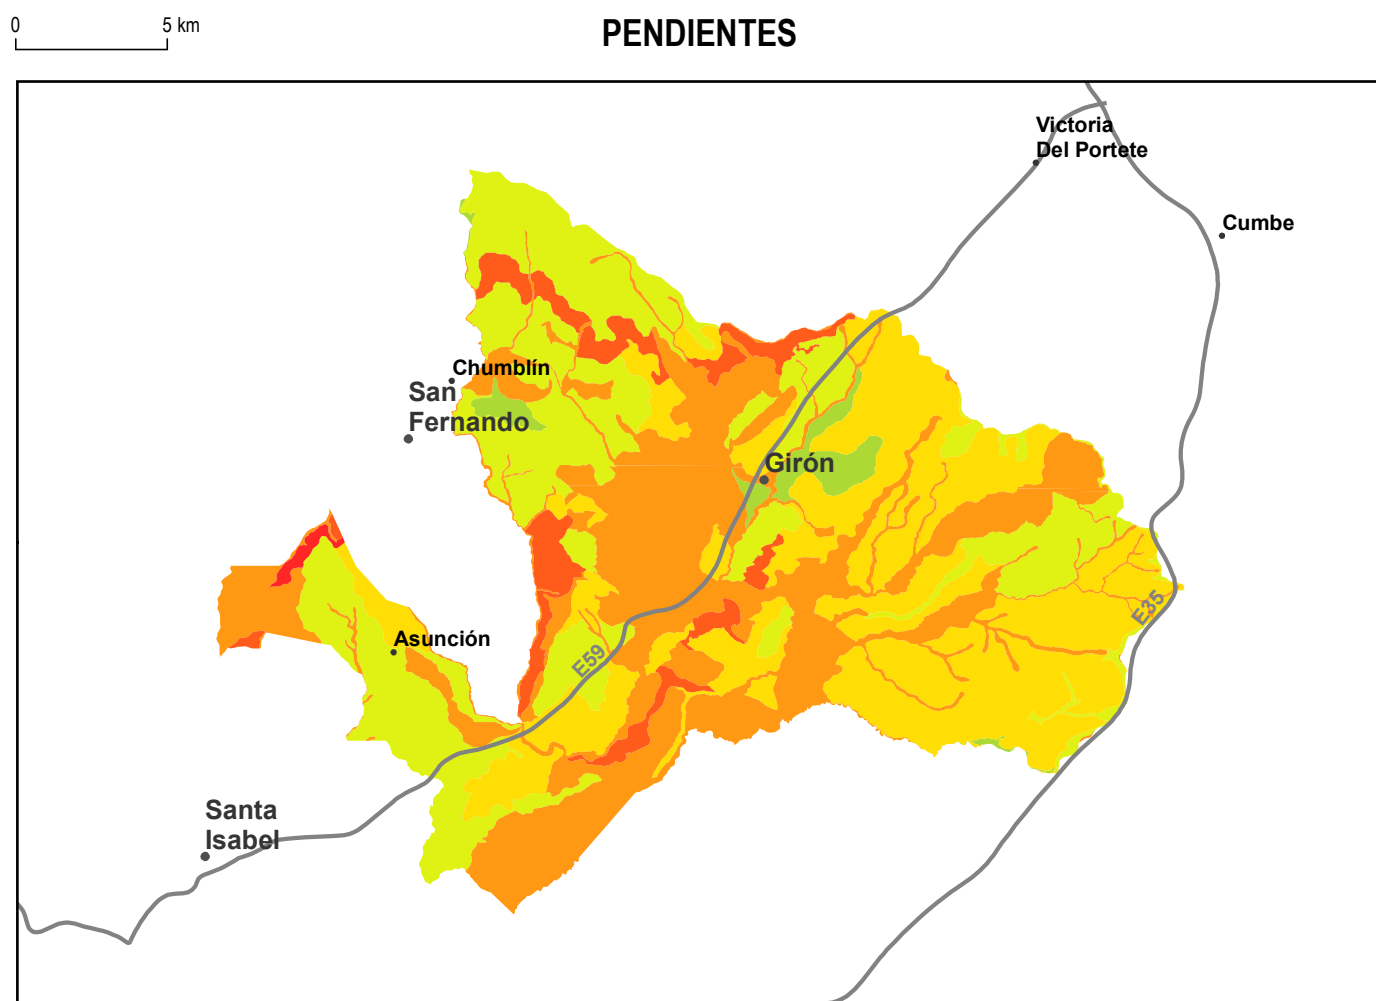 0 5 km
PENDIENTES
Victoria
Del Portete
Cumbe
Chumblín
San
Fernando
Girón
E35
Asunción
E59
Santa
Isabel